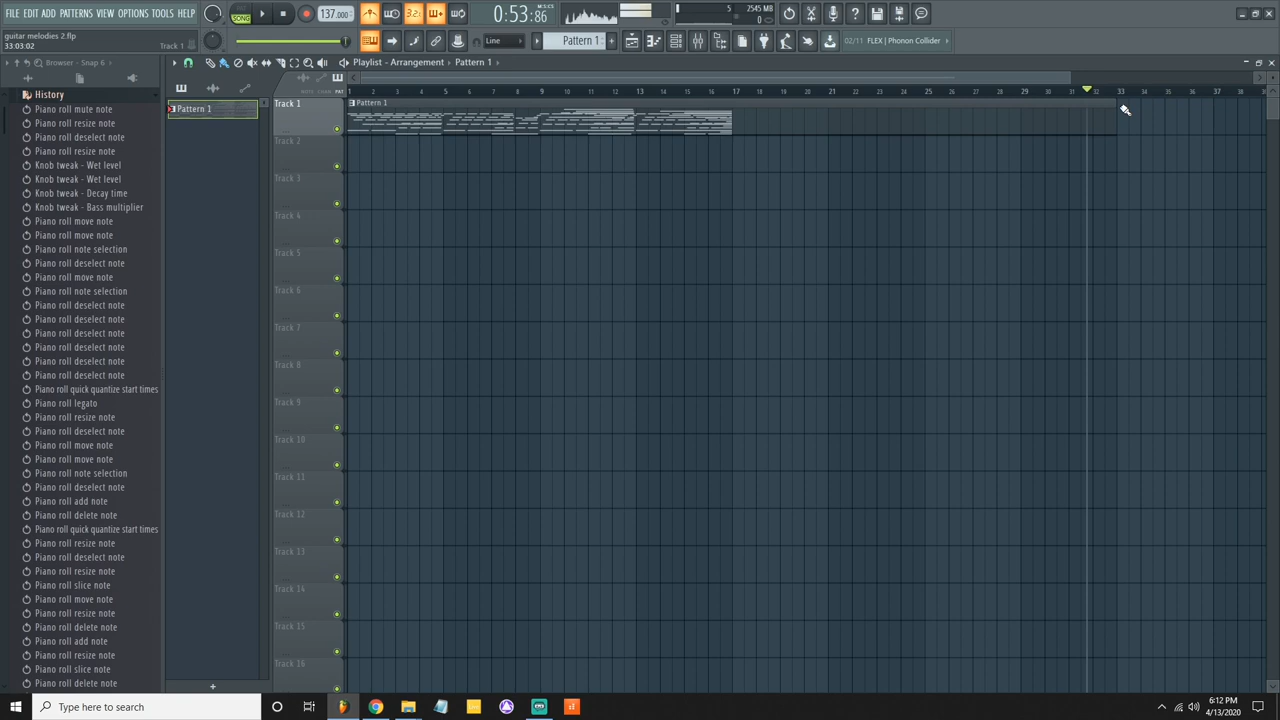 FILE EDIT ADD PATTERNS VIEW OPTIONS TOOLS HELP
SONG
137.000
32
0:53:86
M:S:CS
5
2545 MB
0
guitar melodies 2.flp
33:03:02
Track 1
Line
Pattern 1
+
02/11 FLEX | Phonon Collider
Browser - Snap 6
Playlist - Arrangement › Pattern 1 ›
NOTE CHAN PAT
1 2 3 4 5 6 7 8 9 10 11 12 13 14 15 16 17 18 19 20 21 22 23 24 25 26 27 28 29 30 31 32 33 34 35 36 37 38
History
Piano roll mute note
Piano roll resize note
Piano roll deselect note
Piano roll resize note
Knob tweak - Wet level
Knob tweak - Wet level
Knob tweak - Decay time
Knob tweak - Bass multiplier
Piano roll move note
Piano roll move note
Piano roll note selection
Piano roll deselect note
Piano roll move note
Piano roll note selection
Piano roll deselect note
Piano roll deselect note
Piano roll deselect note
Piano roll deselect note
Piano roll deselect note
Piano roll deselect note
Piano roll quick quantize start times
Piano roll legato
Piano roll resize note
Piano roll deselect note
Piano roll move note
Piano roll move note
Piano roll note selection
Piano roll deselect note
Piano roll add note
Piano roll delete note
Piano roll quick quantize start times
Piano roll resize note
Piano roll deselect note
Piano roll resize note
Piano roll slice note
Piano roll move note
Piano roll resize note
Piano roll delete note
Piano roll add note
Piano roll resize note
Piano roll slice note
Piano roll delete note
Pattern 1
+
Track 1
Pattern 1
Track 2
Track 3
Track 4
Track 5
Track 6
Track 7
Track 8
Track 9
Track 10
Track 11
Track 12
Track 13
Track 14
Track 15
Track 16
Type here to search
6:12 PM
4/13/2020